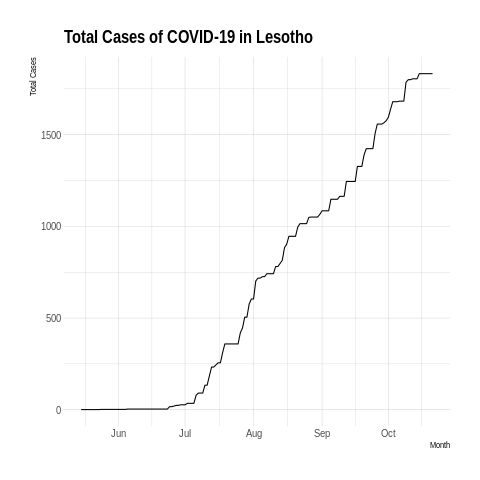 Total Cases of COVID-19 in Lesotho
Total Cases
1500
1000
500
0
Jun Jul Aug Sep Oct
Month